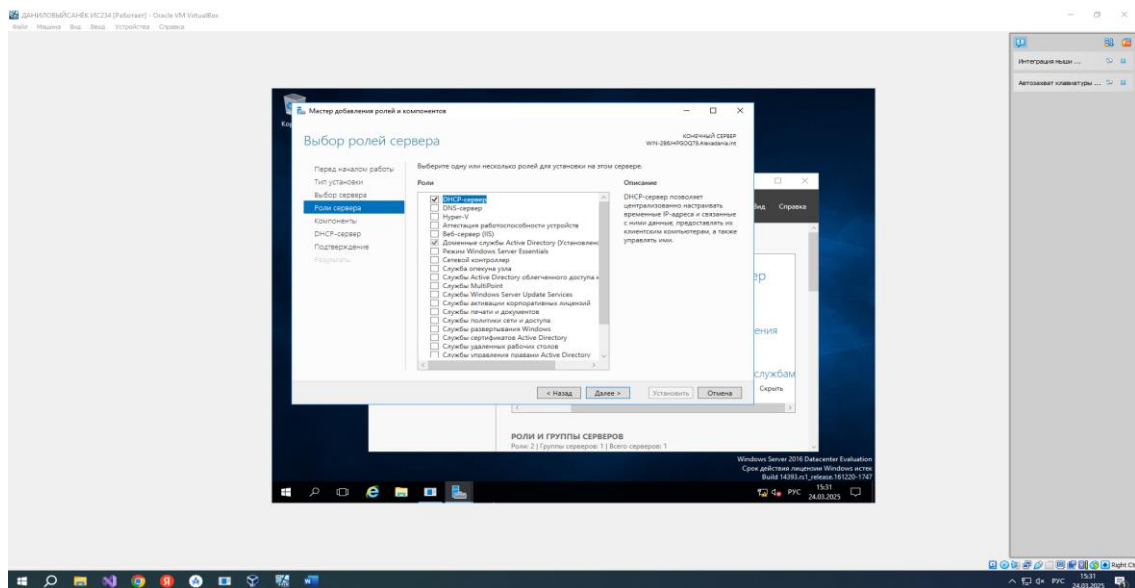 ДАНИЛОВЫЙСАНЁК ИС234 [Работает] - Oracle VM VirtualBox
Файл Машина Вид Ввод Устройства Справка
Интеграция мыши ...
Автозахват клавиатуры ...
Мастер добавления ролей и компонентов
Выбор ролей сервера
КОНЕЧНЫЙ СЕРВЕР
Перед началом работы
Тип установки
Выбор сервера
Роли сервера
Компоненты
DHCP-сервер
Подтверждение
Результаты
Выберите одну или несколько ролей для установки на этом сервере.
Роли
DHCP-сервер
DNS-сервер
Hyper-V
Аттестация работоспособности устройств
Веб-сервер (IIS)
Доменные службы Active Directory (Установлен
Режим Windows Server Essentials
Сетевой контроллер
Служба опекуна узла
Службы Active Directory облегченного доступа к
Службы MultiPoint
Службы Windows Server Update Services
Службы активации корпоративных лицензий
Службы печати и документов
Службы политики сети и доступа
Службы развертывания Windows
Службы сертификатов Active Directory
Службы удаленных рабочих столов
Службы управления правами Active Directory
Описание
DHCP-сервер позволяет
централизованно настраивать
временные IP-адреса и связанные
с ними данные, предоставлять их
клиентским компьютерам, а также
управлять ими.
< Назад Далее > Установить Отмена
Вид Справка
ер
ения
службам
Скрыть
РОЛИ И ГРУППЫ СЕРВЕРОВ
Роли: 2 | Группы серверов: 1 | Всего серверов: 1
Windows Server 2016 Datacenter Evaluation
Срок действия лицензии Windows истек
Build 14393.rs1_release.161220-1747
РУС 15:31
24.03.2025
Right Ct
РУС 15:31
24.03.2025